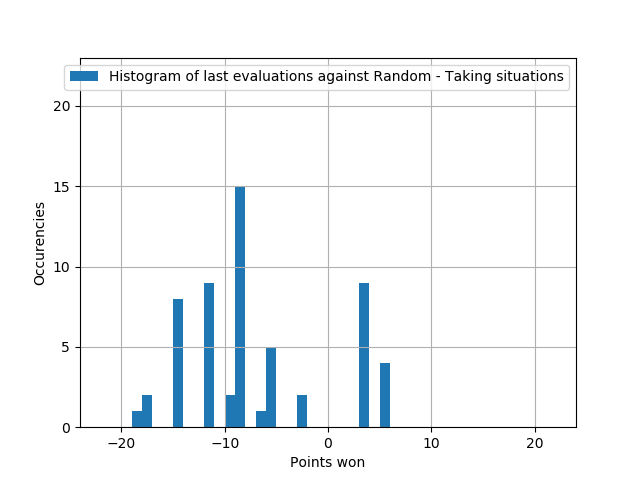 Histogram of last evaluations against Random - Taking situations
20
15
10
5
0
Occurencies
−20 −10 0 10 20
Points won